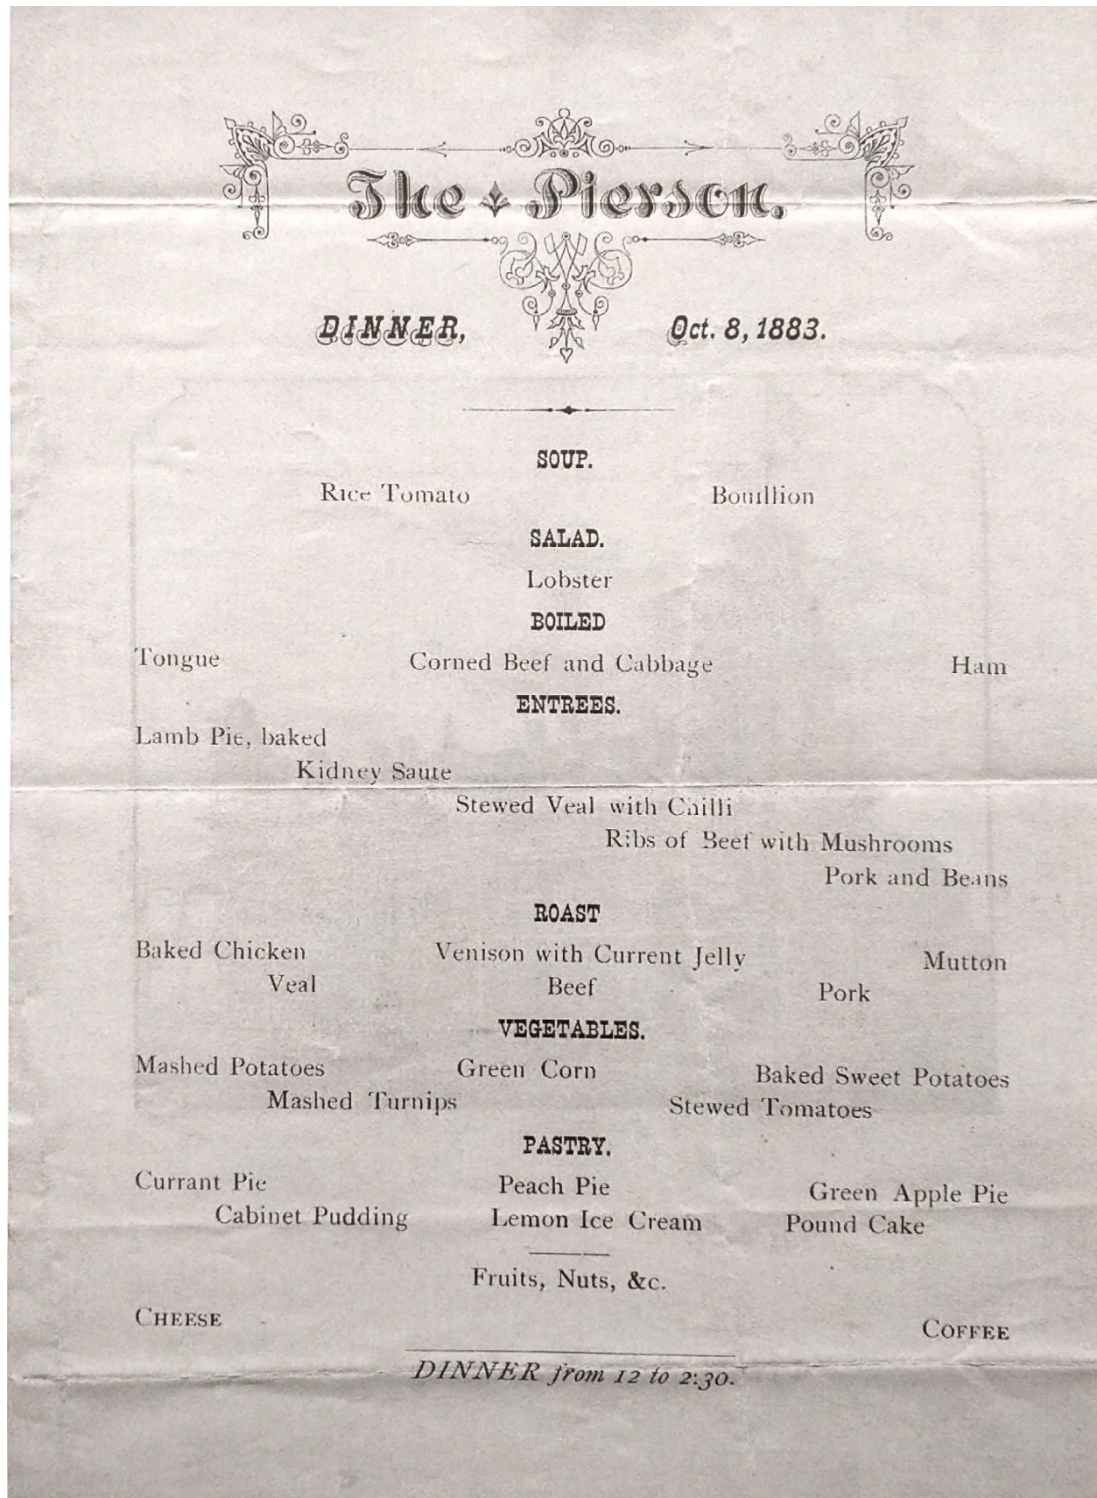 The Pierson.
DINNER, Oct. 8, 1883.
SOUP.
Rice Tomato Bouillion
SALAD.
Lobster
BOILED
Tongue Corned Beef and Cabbage Ham
ENTREES.
Lamb Pie, baked
Kidney Saute
Stewed Veal with Chilli
Ribs of Beef with Mushrooms
Pork and Beans
ROAST
Baked Chicken Venison with Current Jelly Mutton
Veal Beef Pork
VEGETABLES.
Mashed Potatoes Green Corn Baked Sweet Potatoes
Mashed Turnips Stewed Tomatoes
PASTRY.
Currant Pie Peach Pie Green Apple Pie
Cabinet Pudding Lemon Ice Cream Pound Cake
Fruits, Nuts, &c.
CHEESE COFFEE
DINNER from 12 to 2:30.